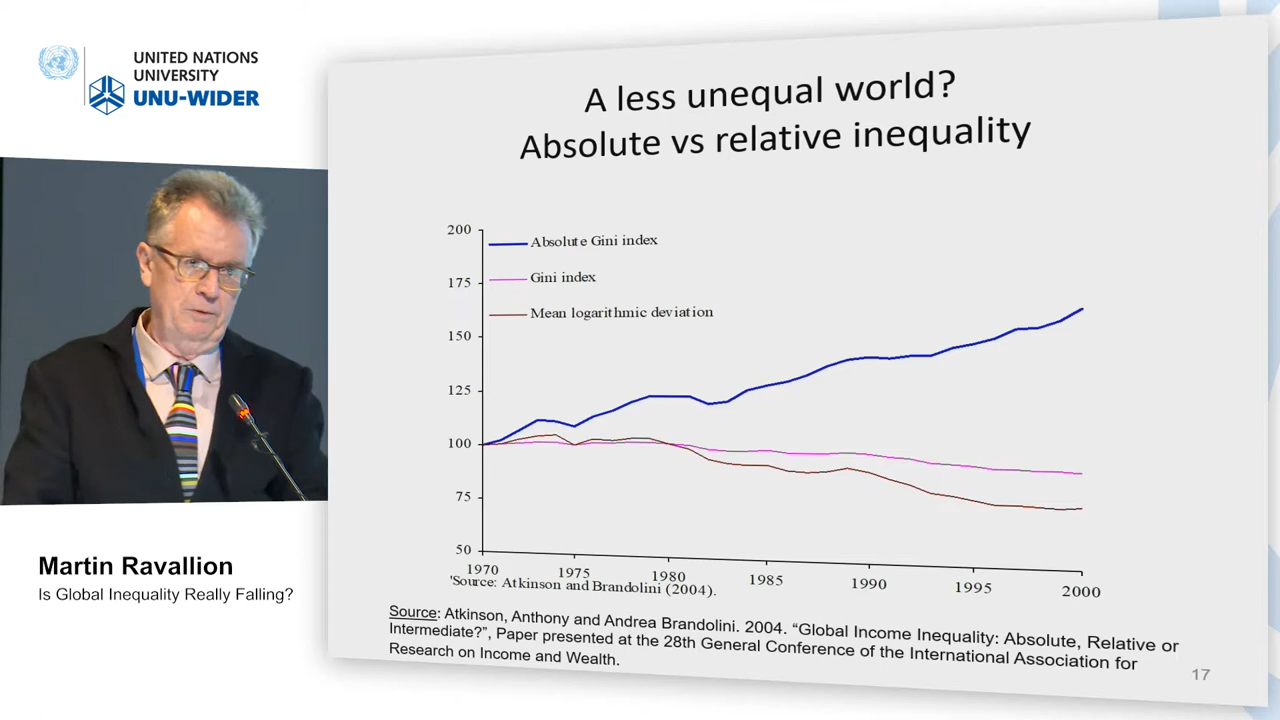 UNITED NATIONS
UNIVERSITY
UNU-WIDER
A less unequal world?
Absolute vs relative inequality
200
175
150
125
100
75
50
Absolute Gini index
Gini index
Mean logarithmic deviation
1970
1975
1980
1985
1990
1995
2000
'Source: Atkinson and Brandolini (2004).
Source: Atkinson, Anthony and Andrea Brandolini. 2004. “Global Income Inequality: Absolute, Relative or
Intermediate?”, Paper presented at the 28th General Conference of the International Association for
Research on Income and Wealth.
17
Martin Ravallion
Is Global Inequality Really Falling?